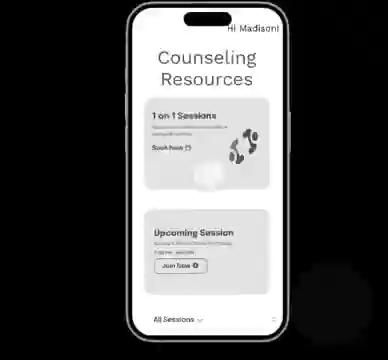 Hi Madison!
Counseling
Resources
1 on 1 Sessions
Book Now
Upcoming Session
Join Now
All Sessions